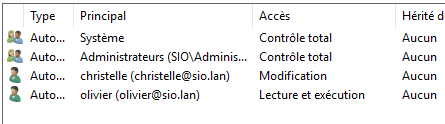 Type Principal Accès Hérité d
Auto... Système Contrôle total Aucun
Auto... Administrateurs (SIO\Adminis... Contrôle total Aucun
Auto... christelle (christelle@sio.lan) Modification Aucun
Auto... olivier (olivier@sio.lan) Lecture et exécution Aucun